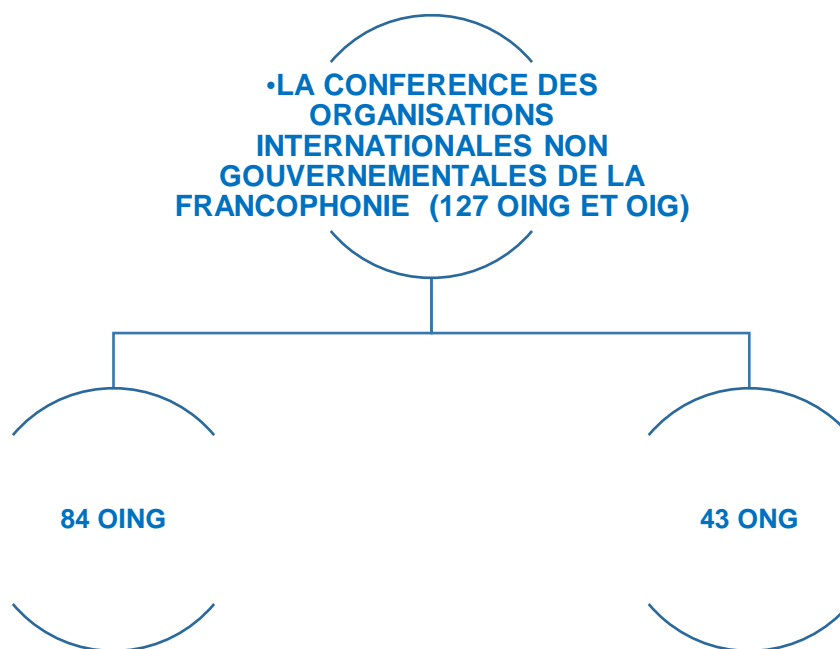 •LA CONFERENCE DES
ORGANISATIONS
INTERNATIONALES NON
GOUVERNEMENTALES DE LA
FRANCOPHONIE (127 OING ET OIG)
84 OING
43 ONG